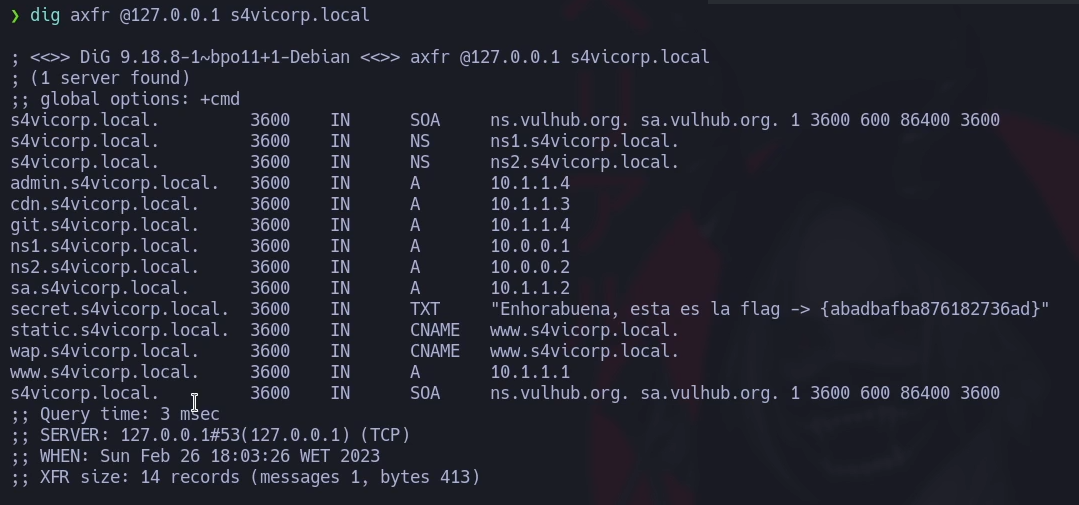 ❯ dig axfr @127.0.0.1 s4vicorp.local
; <<>> DiG 9.18.8-1~bpo11+1-Debian <<>> axfr @127.0.0.1 s4vicorp.local
; (1 server found)
;; global options: +cmd
s4vicorp.local. 3600 IN SOA ns.vulhub.org. sa.vulhub.org. 1 3600 600 86400 3600
s4vicorp.local. 3600 IN NS ns1.s4vicorp.local.
s4vicorp.local. 3600 IN NS ns2.s4vicorp.local.
admin.s4vicorp.local. 3600 IN A 10.1.1.4
cdn.s4vicorp.local. 3600 IN A 10.1.1.3
git.s4vicorp.local. 3600 IN A 10.1.1.4
ns1.s4vicorp.local. 3600 IN A 10.0.0.1
ns2.s4vicorp.local. 3600 IN A 10.0.0.2
sa.s4vicorp.local. 3600 IN A 10.1.1.2
secret.s4vicorp.local. 3600 IN TXT "Enhorabuena, esta es la flag -> {abadbafba876182736ad}"
static.s4vicorp.local. 3600 IN CNAME www.s4vicorp.local.
wap.s4vicorp.local. 3600 IN CNAME www.s4vicorp.local.
www.s4vicorp.local. 3600 IN A 10.1.1.1
s4vicorp.local. 3600 IN SOA ns.vulhub.org. sa.vulhub.org. 1 3600 600 86400 3600
;; Query time: 3 msec
;; SERVER: 127.0.0.1#53(127.0.0.1) (TCP)
;; WHEN: Sun Feb 26 18:03:26 WET 2023
;; XFR size: 14 records (messages 1, bytes 413)